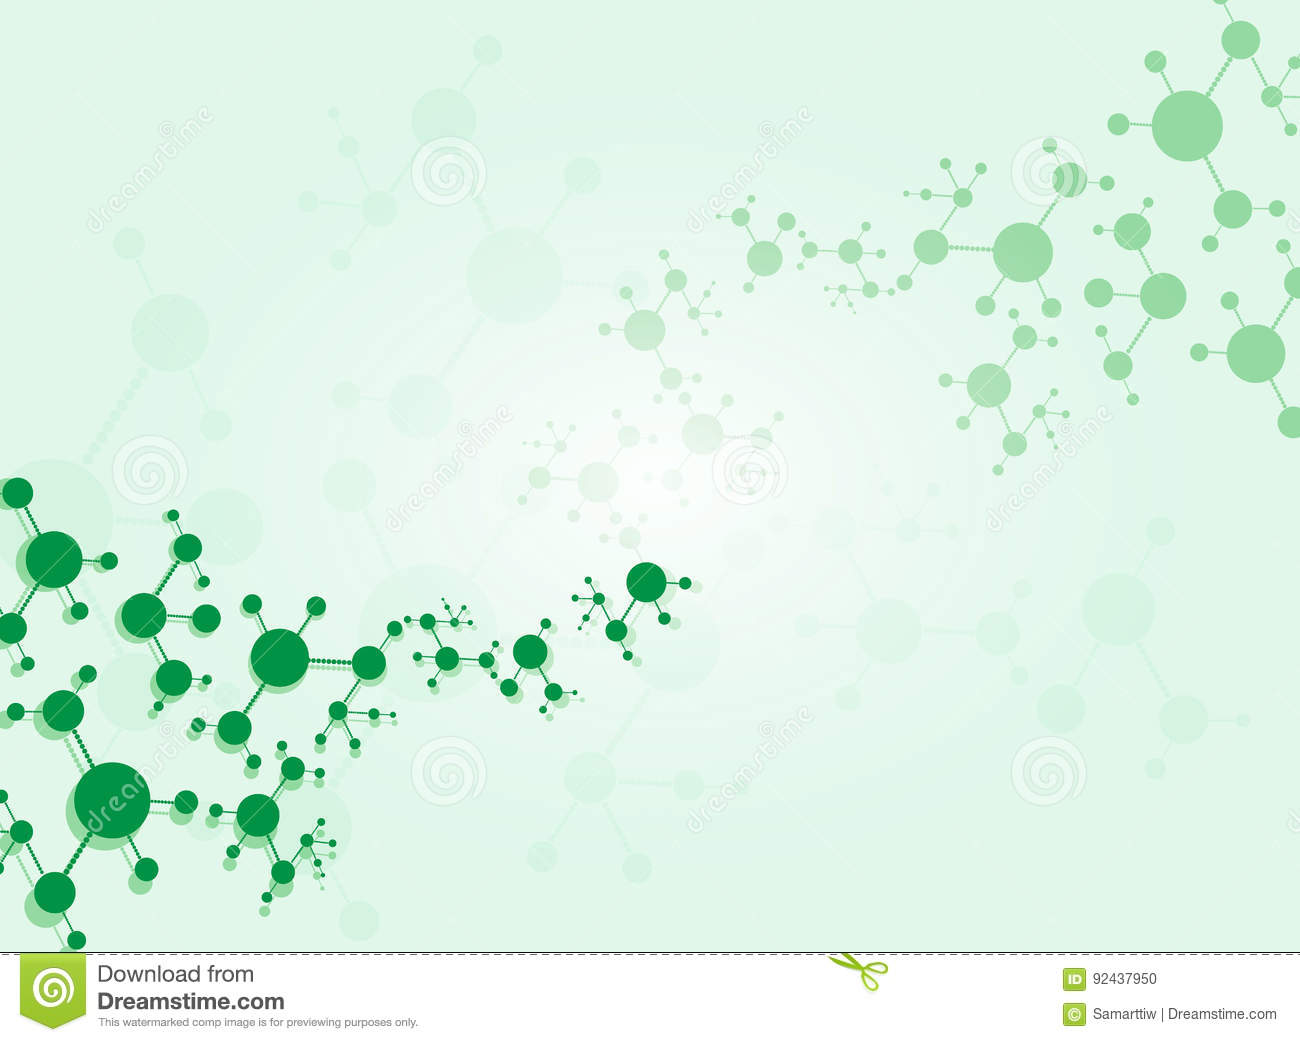 dreamstime
dreamstime
dreamstime
dreamstime
dreamstime
dreamstime
dreamstime
Download from
Dreamstime.com
This watermarked comp image is for previewing purposes only.
ID 92437950
© Samarttiw | Dreamstime.com